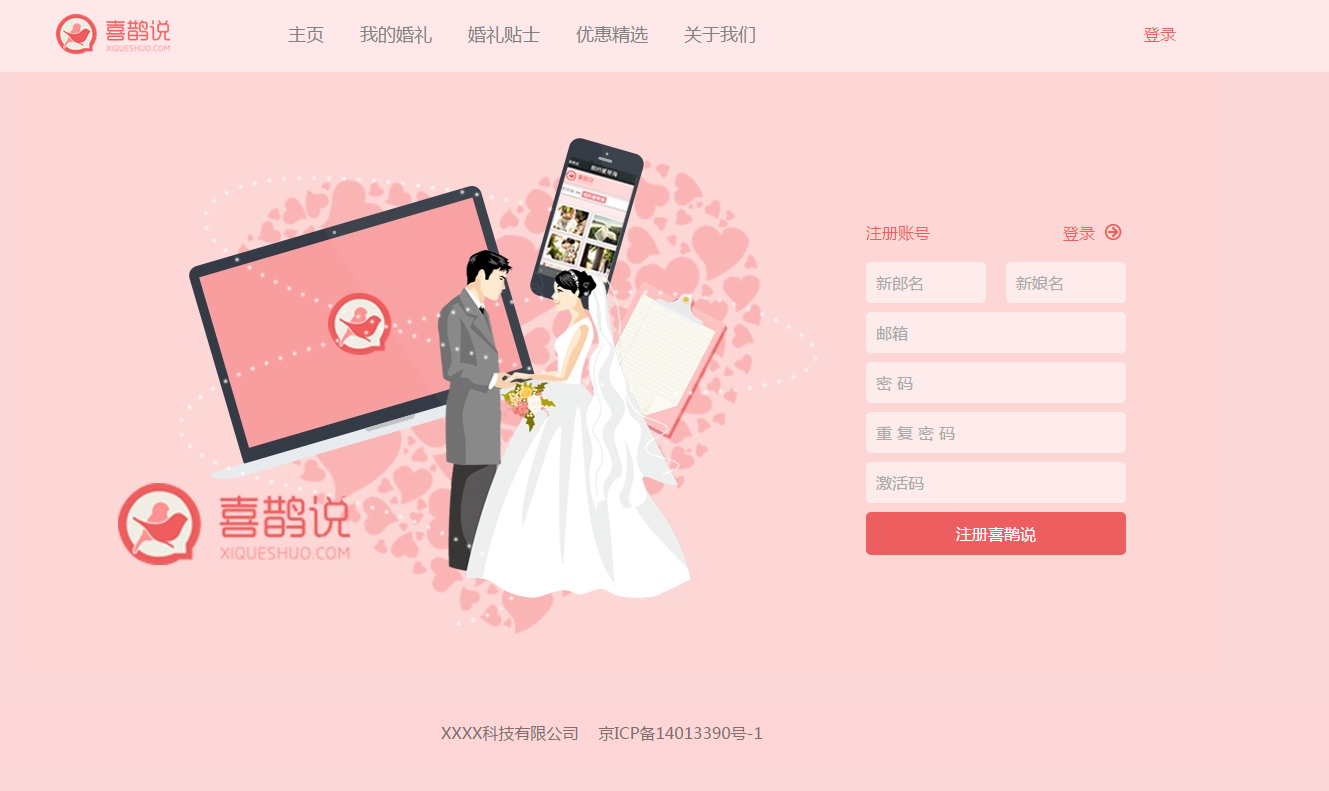 喜鹊说
XIQUESHUO.COM
主页 我的婚礼 婚礼贴士 优惠精选 关于我们 登录
注册账号 登录
新郎名 新娘名
邮箱
密 码
重 复 密 码
激活码
注册喜鹊说
喜鹊说
XIQUESHUO.COM
XXXX科技有限公司 京ICP备14013390号-1